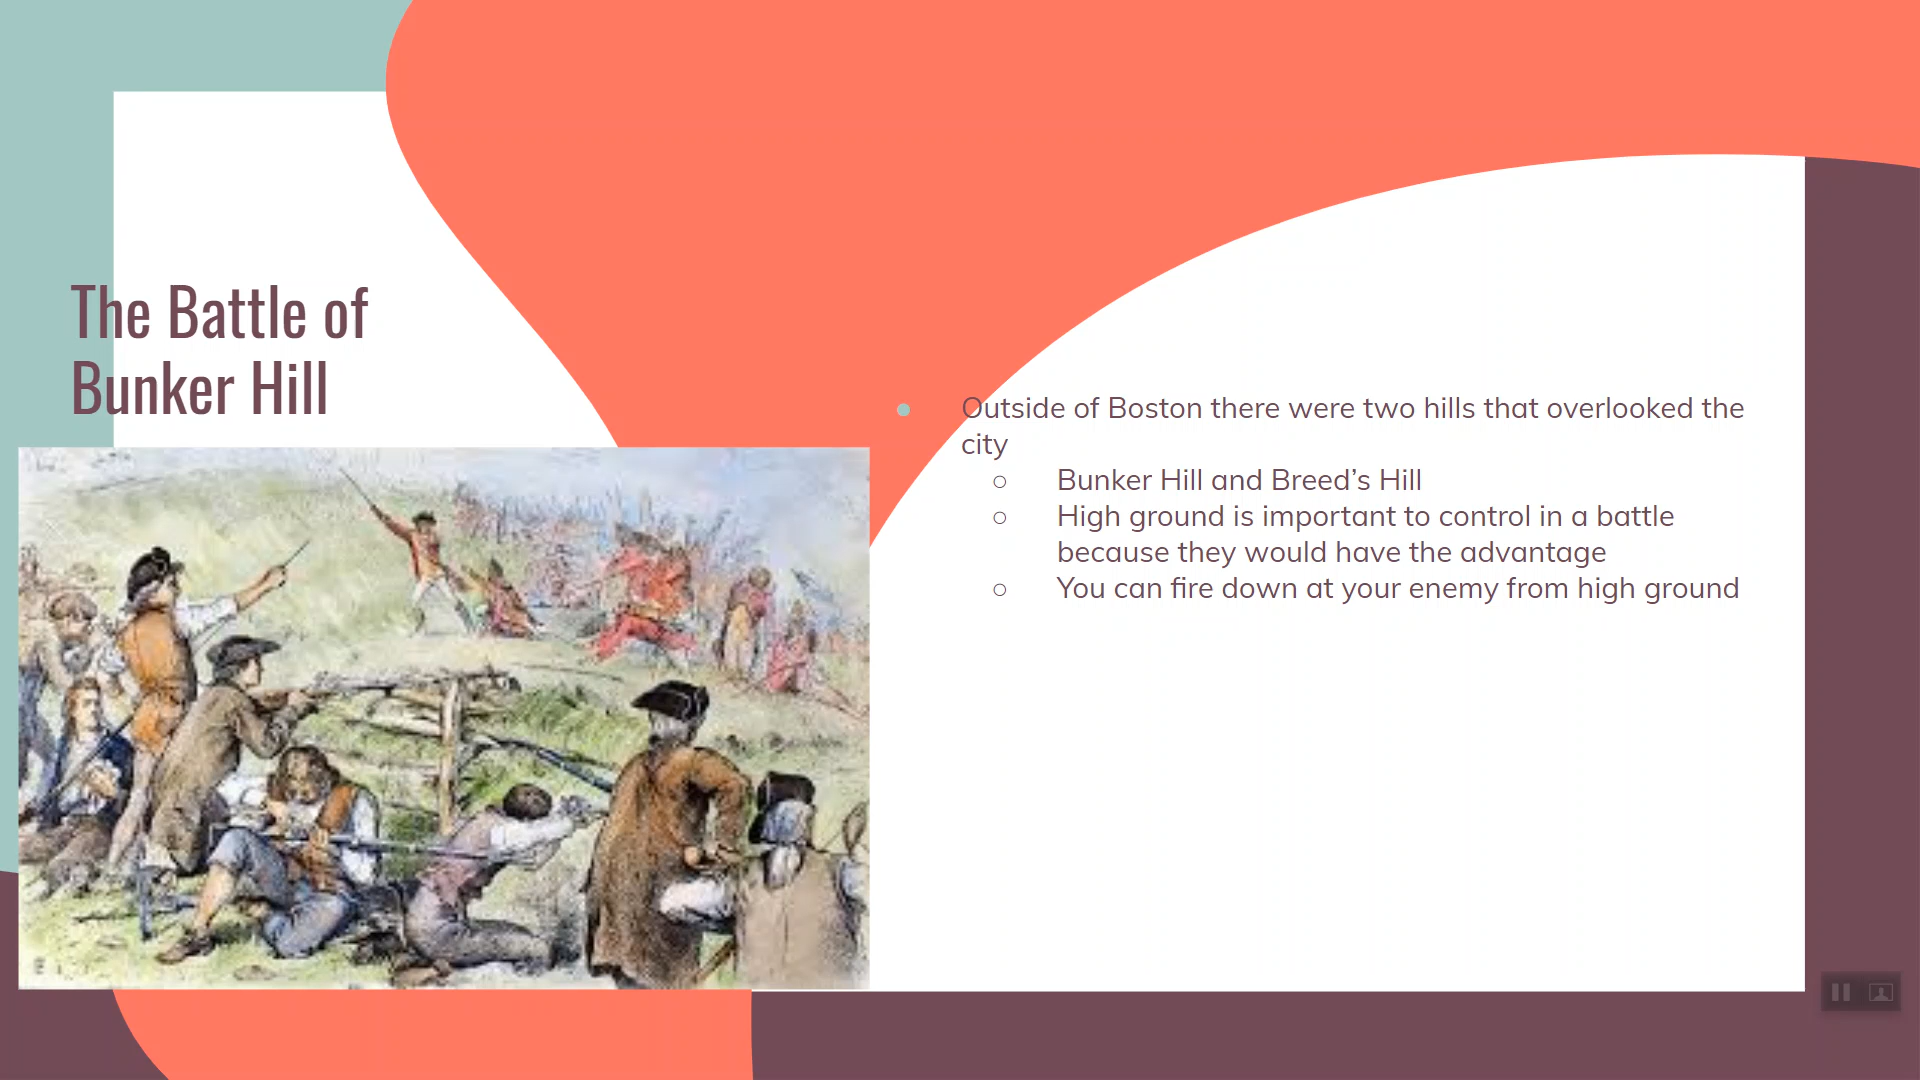 The Battle of
Bunker Hill
● Outside of Boston there were two hills that overlooked the
city
○ Bunker Hill and Breed’s Hill
○ High ground is important to control in a battle
because they would have the advantage
○ You can fire down at your enemy from high ground